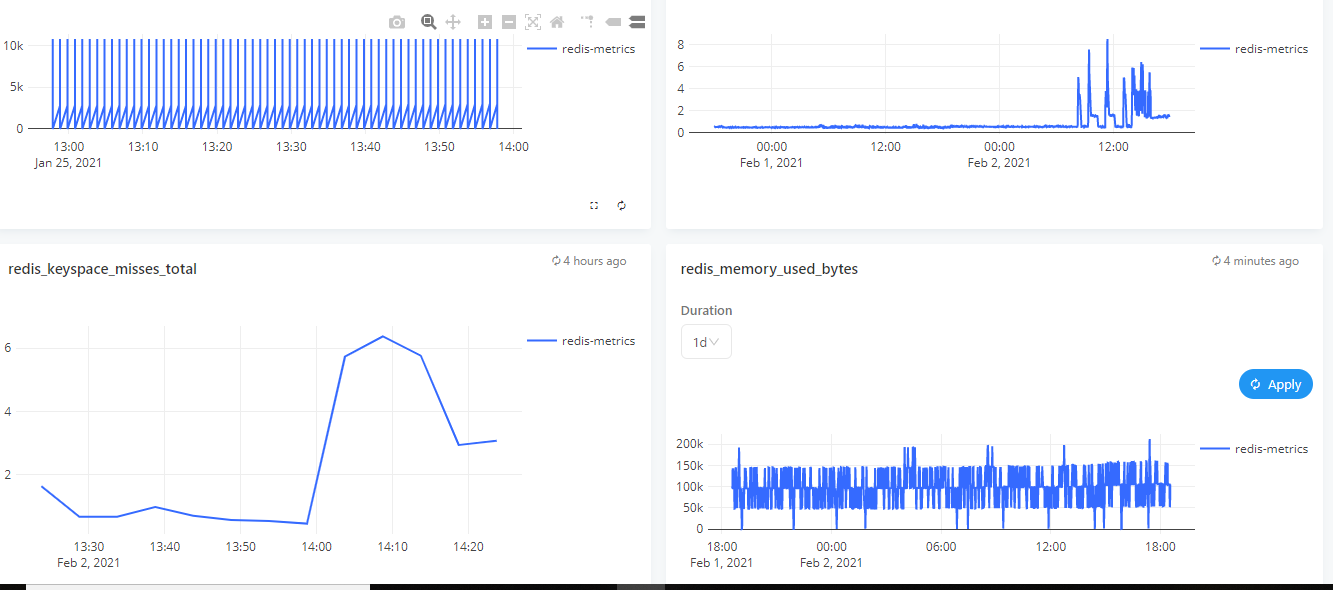 10k
5k
0
13:00 13:10 13:20 13:30 13:40 13:50 14:00
Jan 25, 2021
redis-metrics
8
6
4
2
0
00:00 12:00 00:00 12:00
Feb 1, 2021 Feb 2, 2021
redis-metrics
redis_keyspace_misses_total
4 hours ago
redis-metrics
6
4
2
13:30 13:40 13:50 14:00 14:10 14:20
Feb 2, 2021
redis_memory_used_bytes
4 minutes ago
Duration
1d
Apply
200k
150k
100k
50k
0
redis-metrics
18:00 00:00 06:00 12:00 18:00
Feb 1, 2021 Feb 2, 2021